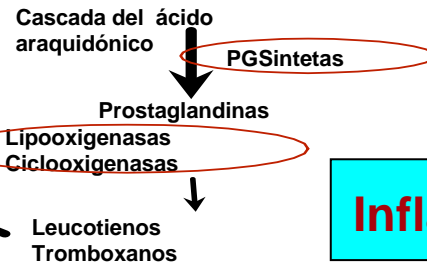 Cascada del ácido
araquidónico
PGSintetas
Prostaglandinas
Lipooxigenasas
Ciclooxigenasas
Leucotienos
Tromboxanos
Infl